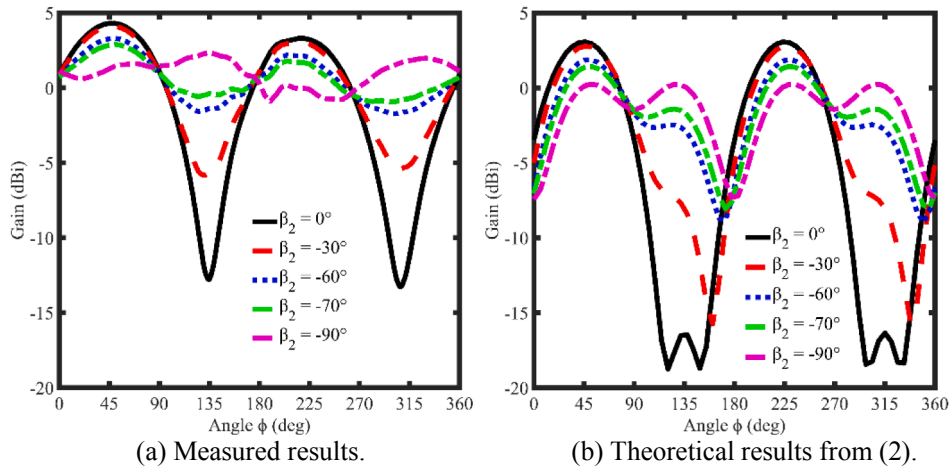 5
0
-5
-10
-15
-20
Gain (dBi)
β2 = 0°
β2 = -30°
β2 = -60°
β2 = -70°
β2 = -90°
0 45 90 135 180 225 270 315 360
Angle ϕ (deg)
(a) Measured results.
5
0
-5
-10
-15
-20
Gain (dBi)
β2 = 0°
β2 = -30°
β2 = -60°
β2 = -70°
β2 = -90°
0 45 90 135 180 225 270 315 360
Angle ϕ (deg)
(b) Theoretical results from (2).